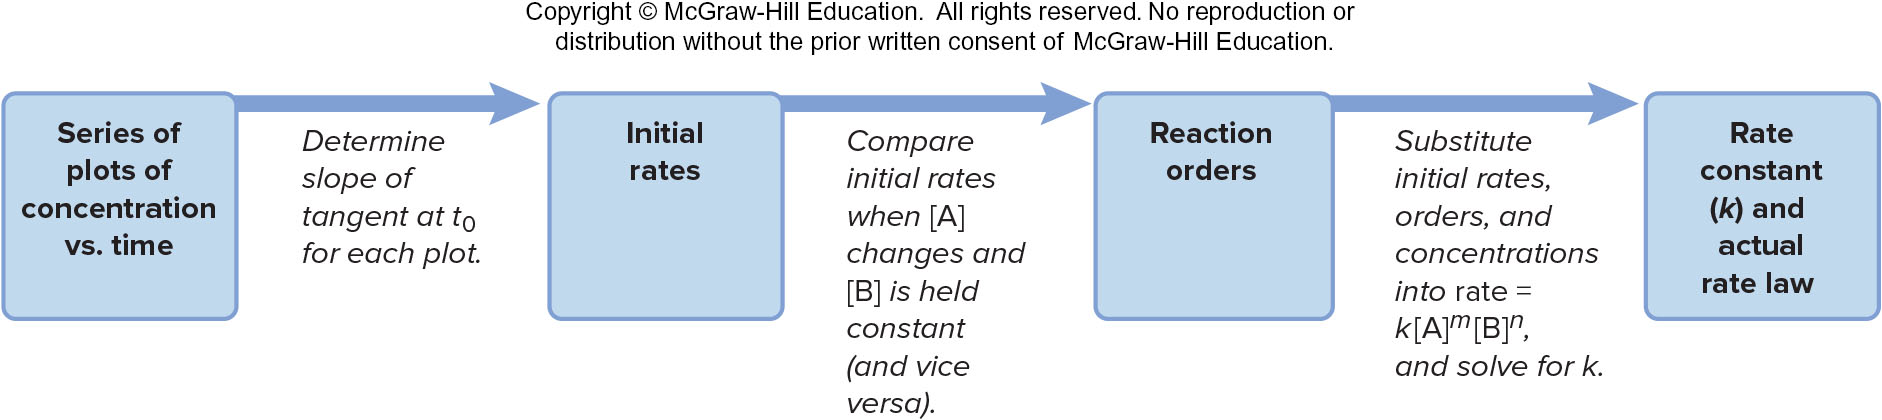 Copyright © McGraw-Hill Education.  All rights reserved. No reproduction or
distribution without the prior written consent of McGraw-Hill Education.
Series of
plots of
concentration
vs. time
Determine
slope of
tangent at t0
for each plot.
Initial
rates
Compare
initial rates
when [A]
changes and
[B] is held
constant
(and vice
versa).
Reaction
orders
Substitute
initial rates,
orders, and
concentrations
into rate =
k[A]m[B]n,
and solve for k.
Rate
constant
(k) and
actual
rate law